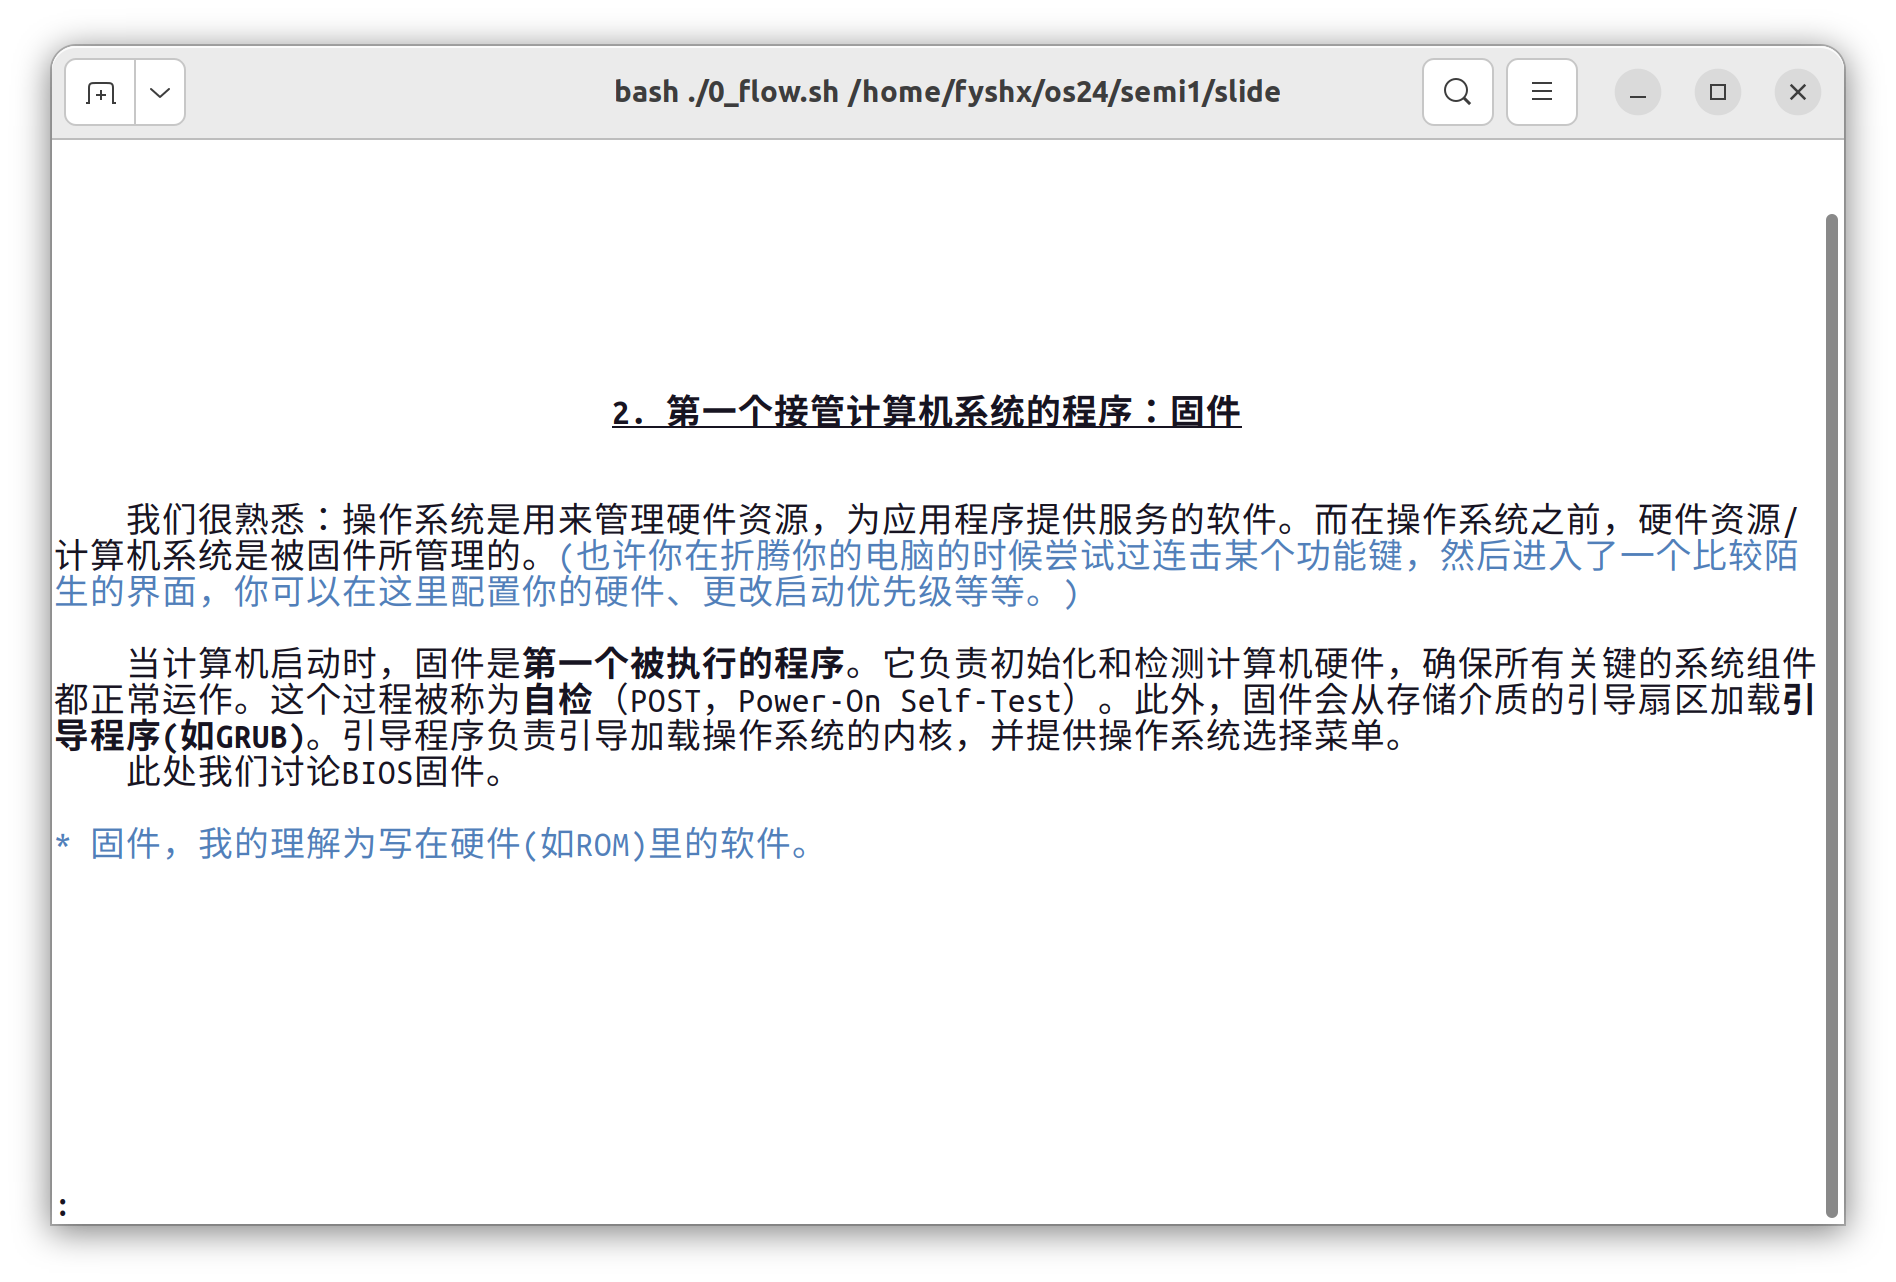 bash ./0_flow.sh /home/fyshx/os24/semi1/slide
2. 第一个接管计算机系统的程序：固件
我们很熟悉：操作系统是用来管理硬件资源，为应用程序提供服务的软件。而在操作系统之前，硬件资源/
计算机系统是被固件所管理的。(也许你在折腾你的电脑的时候尝试过连击某个功能键，然后进入了一个比较陌
生的界面，你可以在这里配置你的硬件、更改启动优先级等等。)
当计算机启动时，固件是第一个被执行的程序。它负责初始化和检测计算机硬件，确保所有关键的系统组件
都正常运作。这个过程被称为自检（POST，Power-On Self-Test）。此外，固件会从存储介质的引导扇区加载引
导程序(如GRUB)。引导程序负责引导加载操作系统的内核，并提供操作系统选择菜单。
此处我们讨论BIOS固件。
* 固件，我的理解为写在硬件(如ROM)里的软件。
: